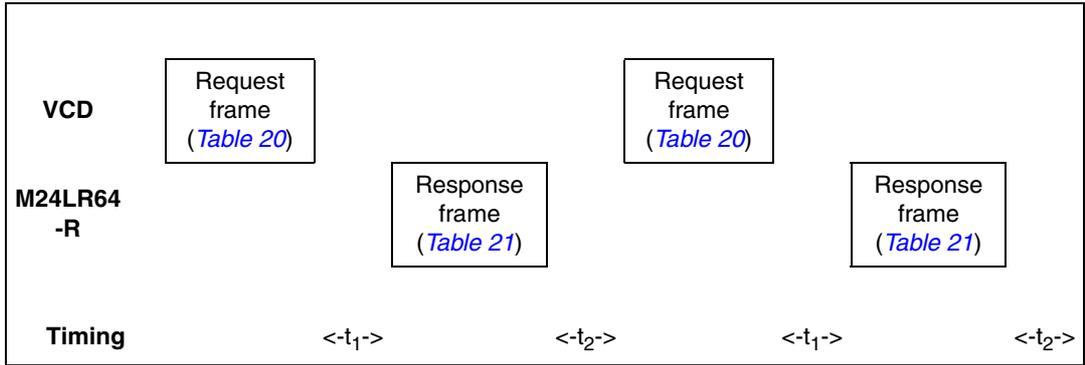 VCD
Request
frame
(Table 20)
Request
frame
(Table 20)
M24LR64
-R
Response
frame
(Table 21)
Response
frame
(Table 21)
Timing
<-t1->
<-t2->
<-t1->
<-t2->